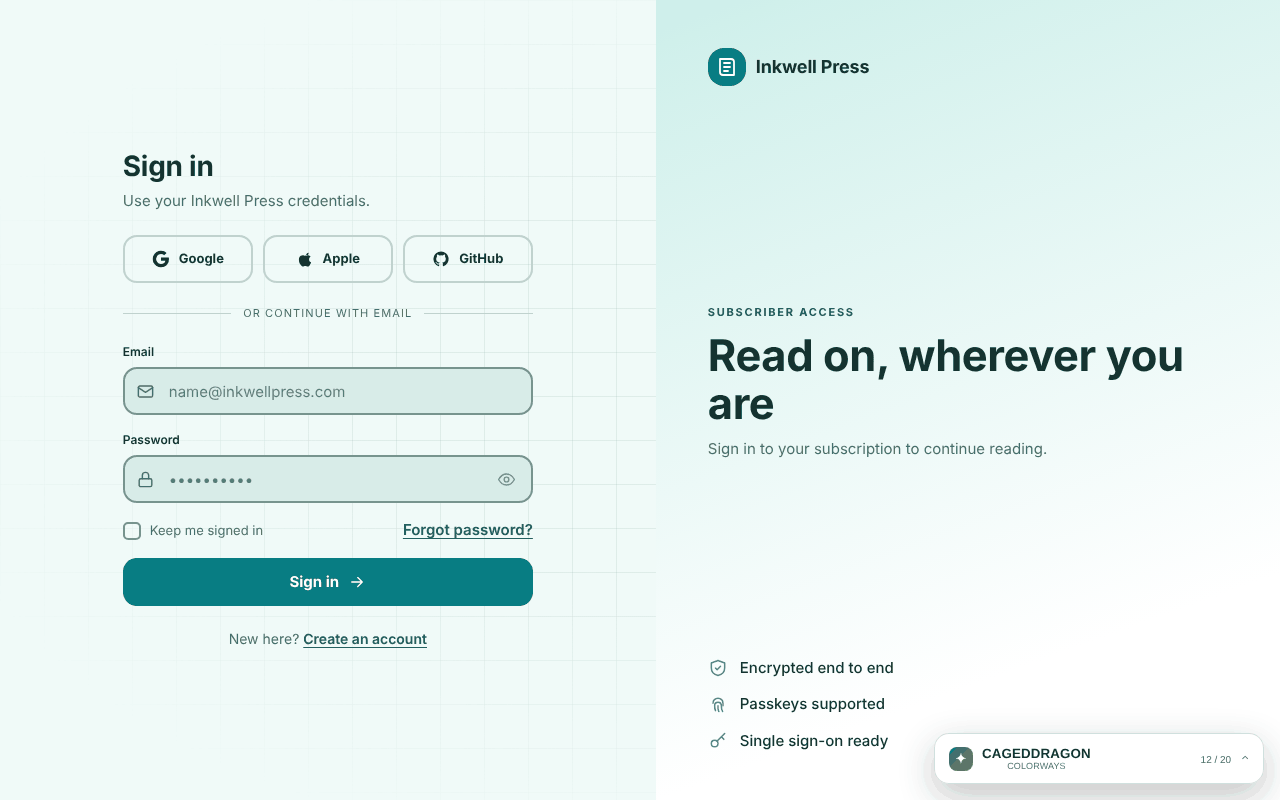 Sign in
Use your Inkwell Press credentials.
Google
Apple
GitHub
OR CONTINUE WITH EMAIL
Email
name@inkwellpress.com
Password
••••••••••
Keep me signed in
Forgot password?
Sign in
New here? Create an account
Inkwell Press
SUBSCRIBER ACCESS
Read on, wherever you
are
Sign in to your subscription to continue reading.
Encrypted end to end
Passkeys supported
Single sign-on ready
CAGEDDRAGON
COLORWAYS
12 / 20